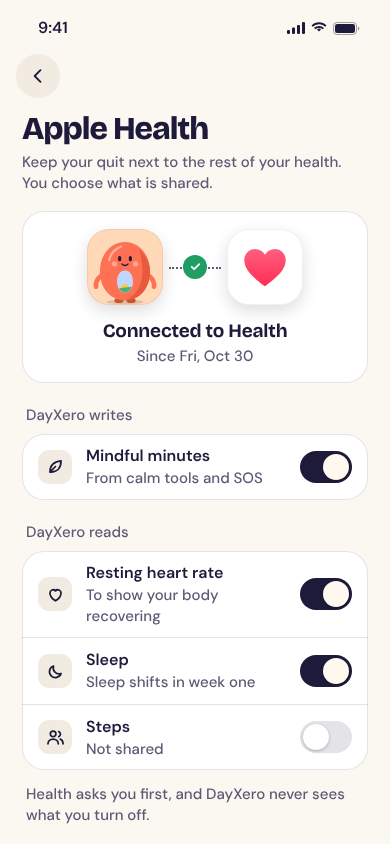 9:41
Apple Health
Keep your quit next to the rest of your health.
You choose what is shared.
Connected to Health
Since Fri, Oct 30
DayXero writes
Mindful minutes
From calm tools and SOS
DayXero reads
Resting heart rate
To show your body
recovering
Sleep
Sleep shifts in week one
Steps
Not shared
Health asks you first, and DayXero never sees
what you turn off.